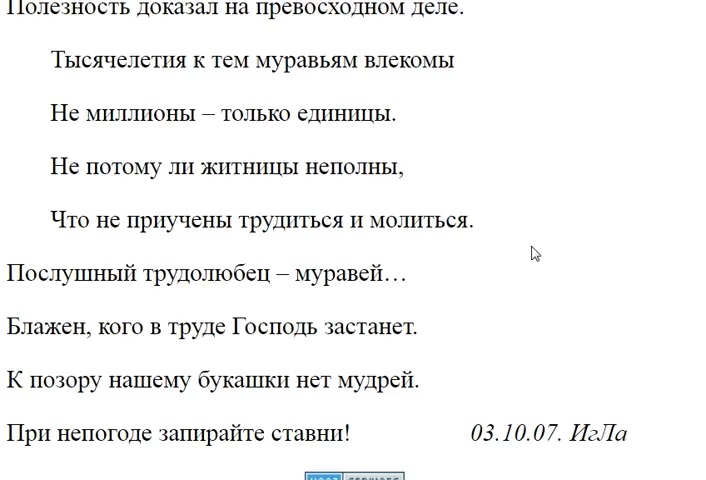 Полезность доказал на превосходном деле.
Тысячелетия к тем муравьям влекомы
Не миллионы – только единицы.
Не потому ли житницы неполны,
Что не приучены трудиться и молиться.
Послушный трудолюбец – муравей…
Блажен, кого в труде Господь застанет.
К позору нашему букашки нет мудрей.
При непогоде запирайте ставни! 03.10.07. ИгЛа